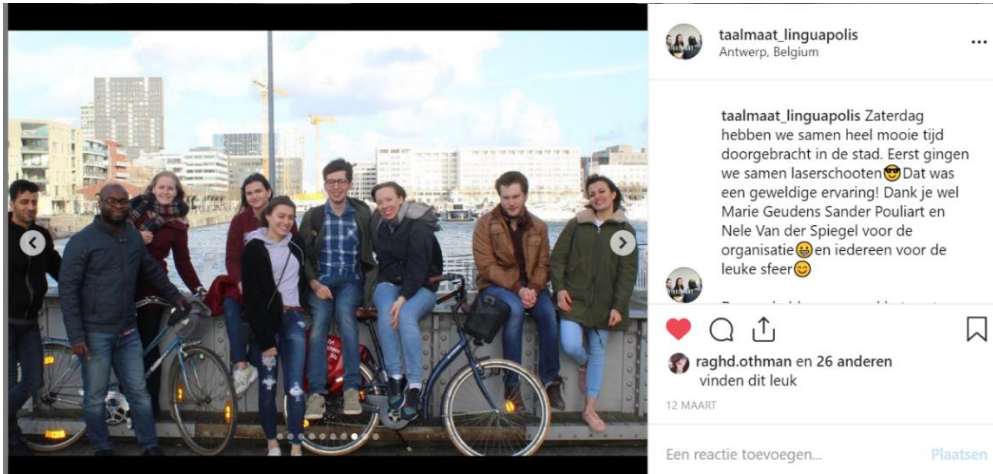 taalmaat_linguapolis
Antwerp, Belgium
taalmaat_linguapolis Zaterdag
hebben we samen heel mooie tijd
doorgebracht in de stad. Eerst gingen
we samen laserschooten😎Dat was
een geweldige ervaring! Dank je wel
Marie Geudens Sander Pouliart en
Nele Van der Spiegel voor de
organisatie😀en iedereen voor de
leuke sfeer😊
raghd.othman en 26 anderen
vinden dit leuk
12 MAART
Een reactie toevoegen...
Plaatsen